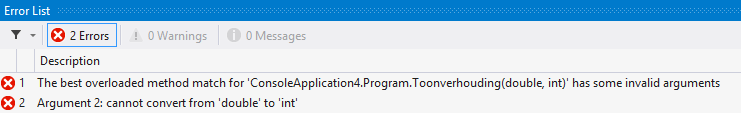 Error List
2 Errors
0 Warnings
0 Messages
Description
1 The best overloaded method match for 'ConsoleApplication4.Program.Toonverhouding(double, int)' has some invalid arguments
2 Argument 2: cannot convert from 'double' to 'int'